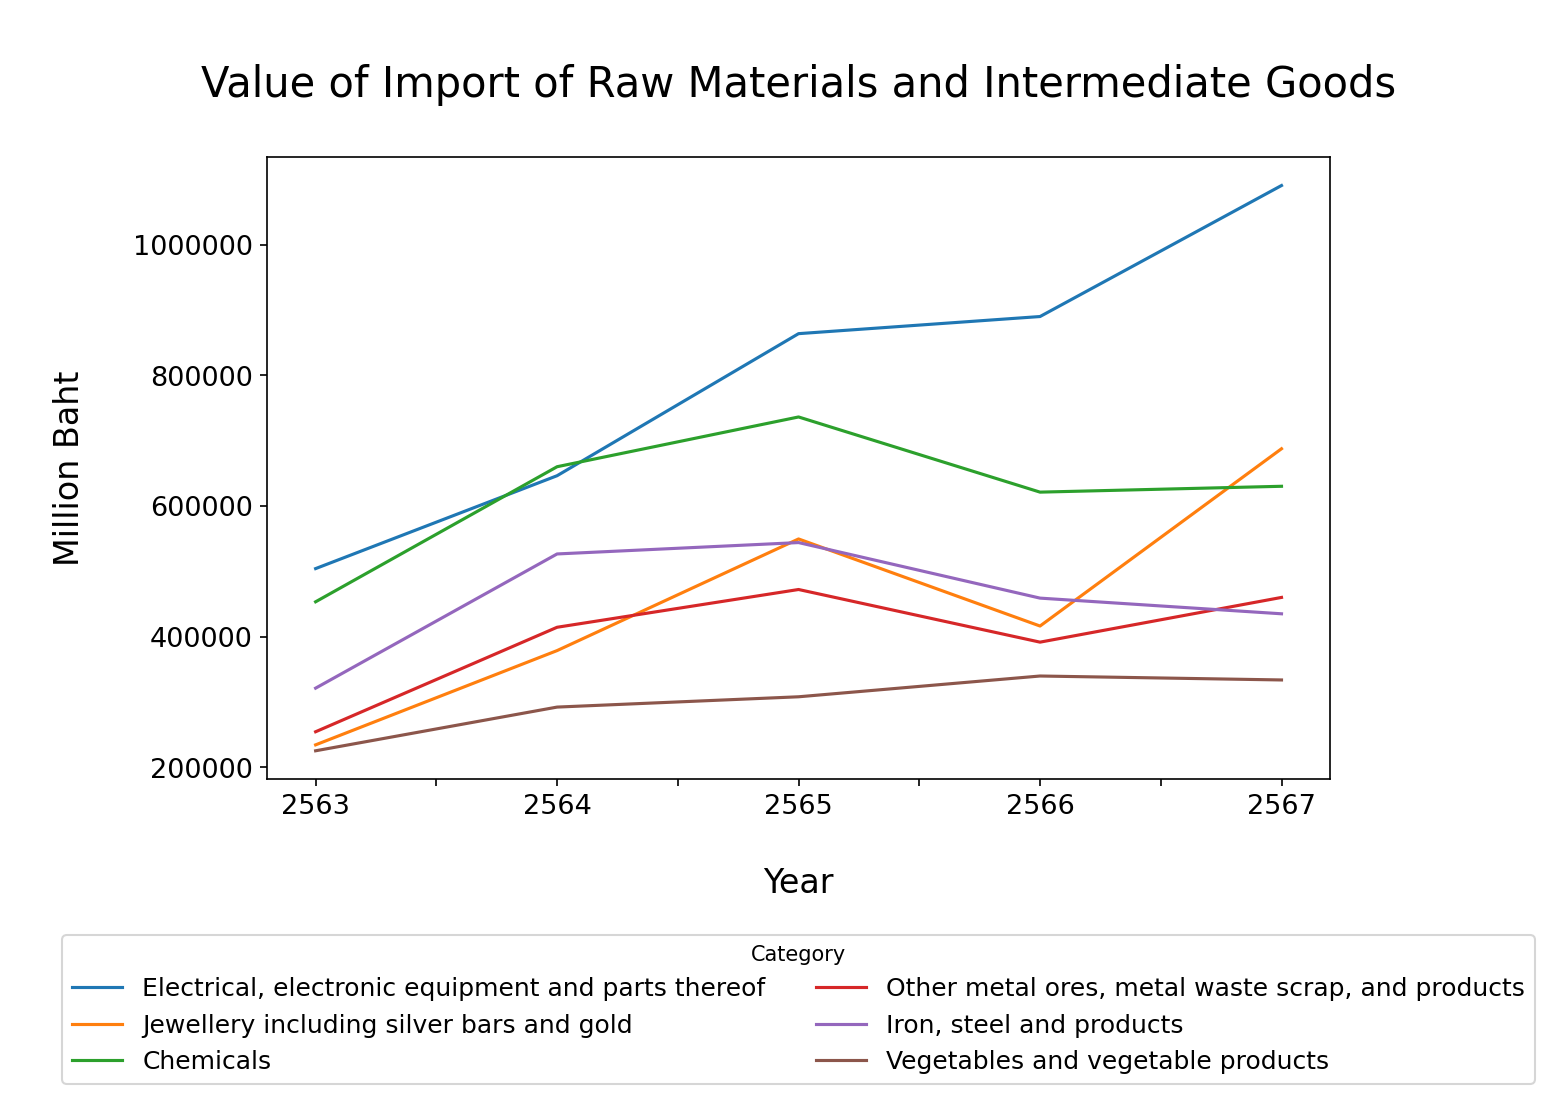 Value of Import of Raw Materials and Intermediate Goods
Million Baht
1000000
800000
600000
400000
200000
2563 2564 2565 2566 2567
Year
Category
Electrical, electronic equipment and parts thereof
Jewellery including silver bars and gold
Chemicals
Other metal ores, metal waste scrap, and products
Iron, steel and products
Vegetables and vegetable products